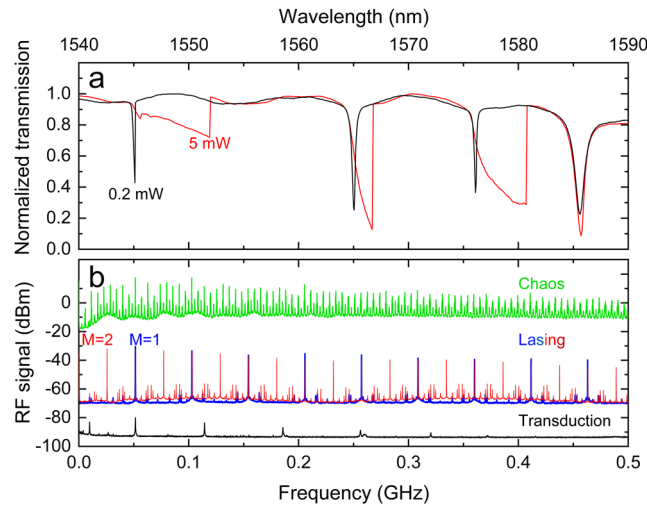 1540 1550 1560 1570 1580 1590
Wavelength (nm)
Normalized transmission
1.0
0.8
0.6
0.4
0.2
0.0
a
5 mW
0.2 mW
b
RF signal (dBm)
0
-20
-40
-60
-80
-100
Chaos
M=2 M=1 Lasing
Transduction
0.0 0.1 0.2 0.3 0.4 0.5
Frequency (GHz)